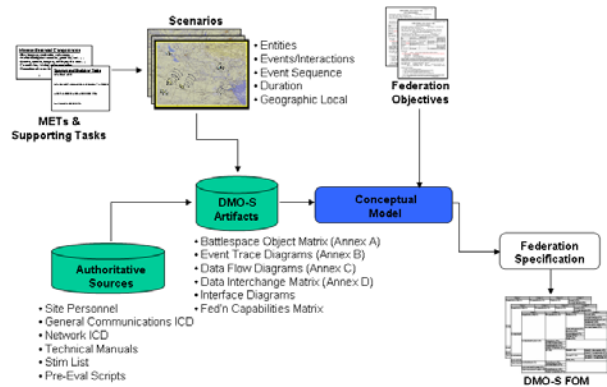 Scenarios
• Entities
• Events/Interactions
• Event Sequence
• Duration
• Geographic Local
METs &
Supporting Tasks
Federation
Objectives
DMO-S
Artifacts
Conceptual
Model
• Battlespace Object Matrix (Annex A)
• Event Trace Diagrams (Annex B)
• Data Flow Diagrams (Annex C)
• Data Interchange Matrix (Annex D)
• Interface Diagrams
• Fed'n Capabilities Matrix
Authoritative
Sources
• Site Personnel
• General Communications ICD
• Network ICD
• Technical Manuals
• Stim List
• Pre-Eval Scripts
Federation
Specification
DMO-S FOM